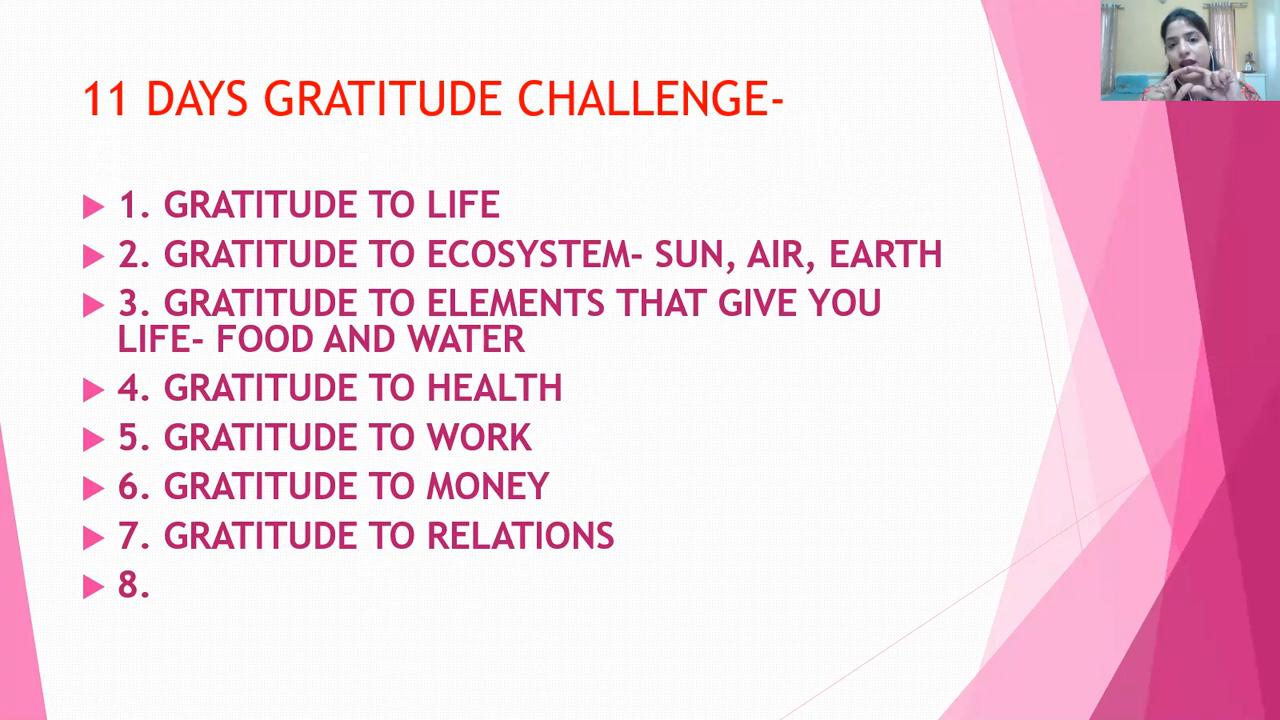 11 DAYS GRATITUDE CHALLENGE-
1. GRATITUDE TO LIFE
2. GRATITUDE TO ECOSYSTEM- SUN, AIR, EARTH
3. GRATITUDE TO ELEMENTS THAT GIVE YOU
LIFE- FOOD AND WATER
4. GRATITUDE TO HEALTH
5. GRATITUDE TO WORK
6. GRATITUDE TO MONEY
7. GRATITUDE TO RELATIONS
8.